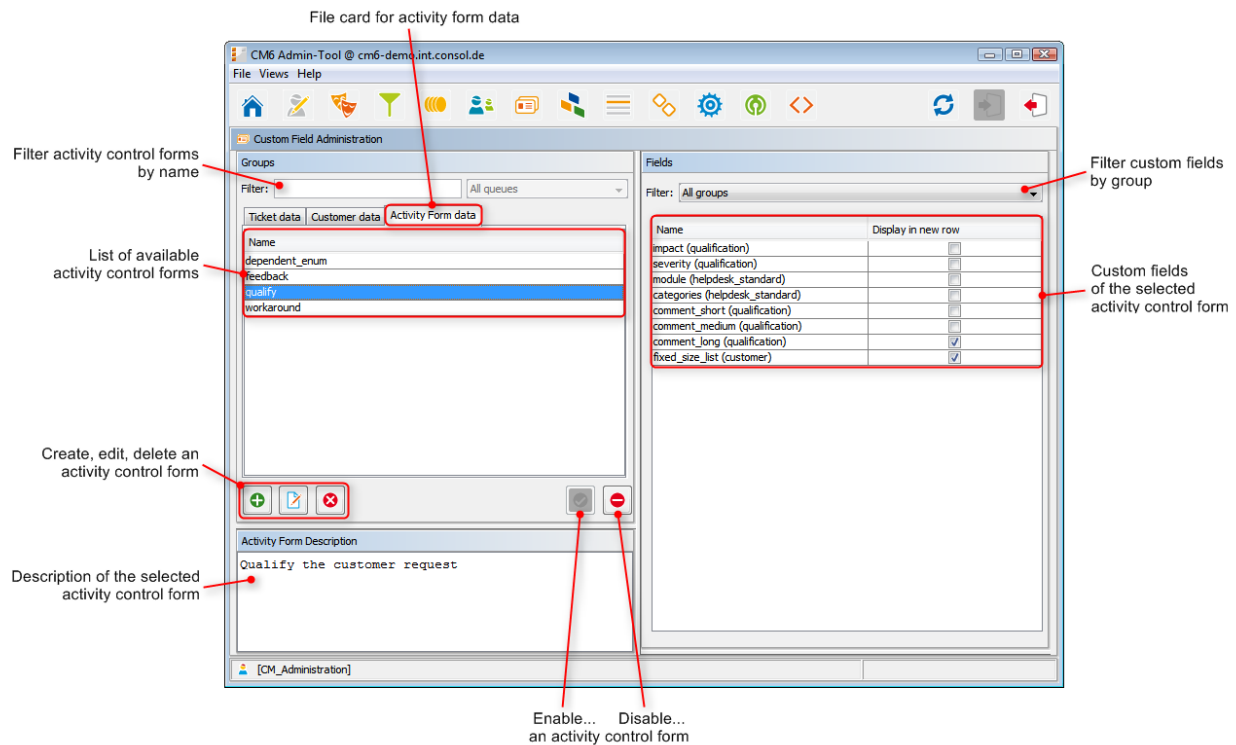 File card for activity form data
CM6 Admin-Tool @ cm6-demo.int.consol.de
File Views Help
Custom Field Administration
Groups
Fields
Filter activity control forms
by name
Filter:
All queues
Filter: All groups
Filter custom fields
by group
Ticket data
Customer data
Activity Form data
Name
Display in new row
Name
List of available
activity control forms
dependent_enum
feedback
qualify
workaround
impact (qualification)
severity (qualification)
module (helpdesk_standard)
categories (helpdesk_standard)
comment_short (qualification)
comment_medium (qualification)
comment_long (qualification)
fixed_size_list (customer)
Custom fields
of the selected
activity control form
Create, edit, delete an
activity control form
Activity Form Description
Qualify the customer request
Description of the selected
activity control form
[CM_Administration]
Enable... Disable...
an activity control form